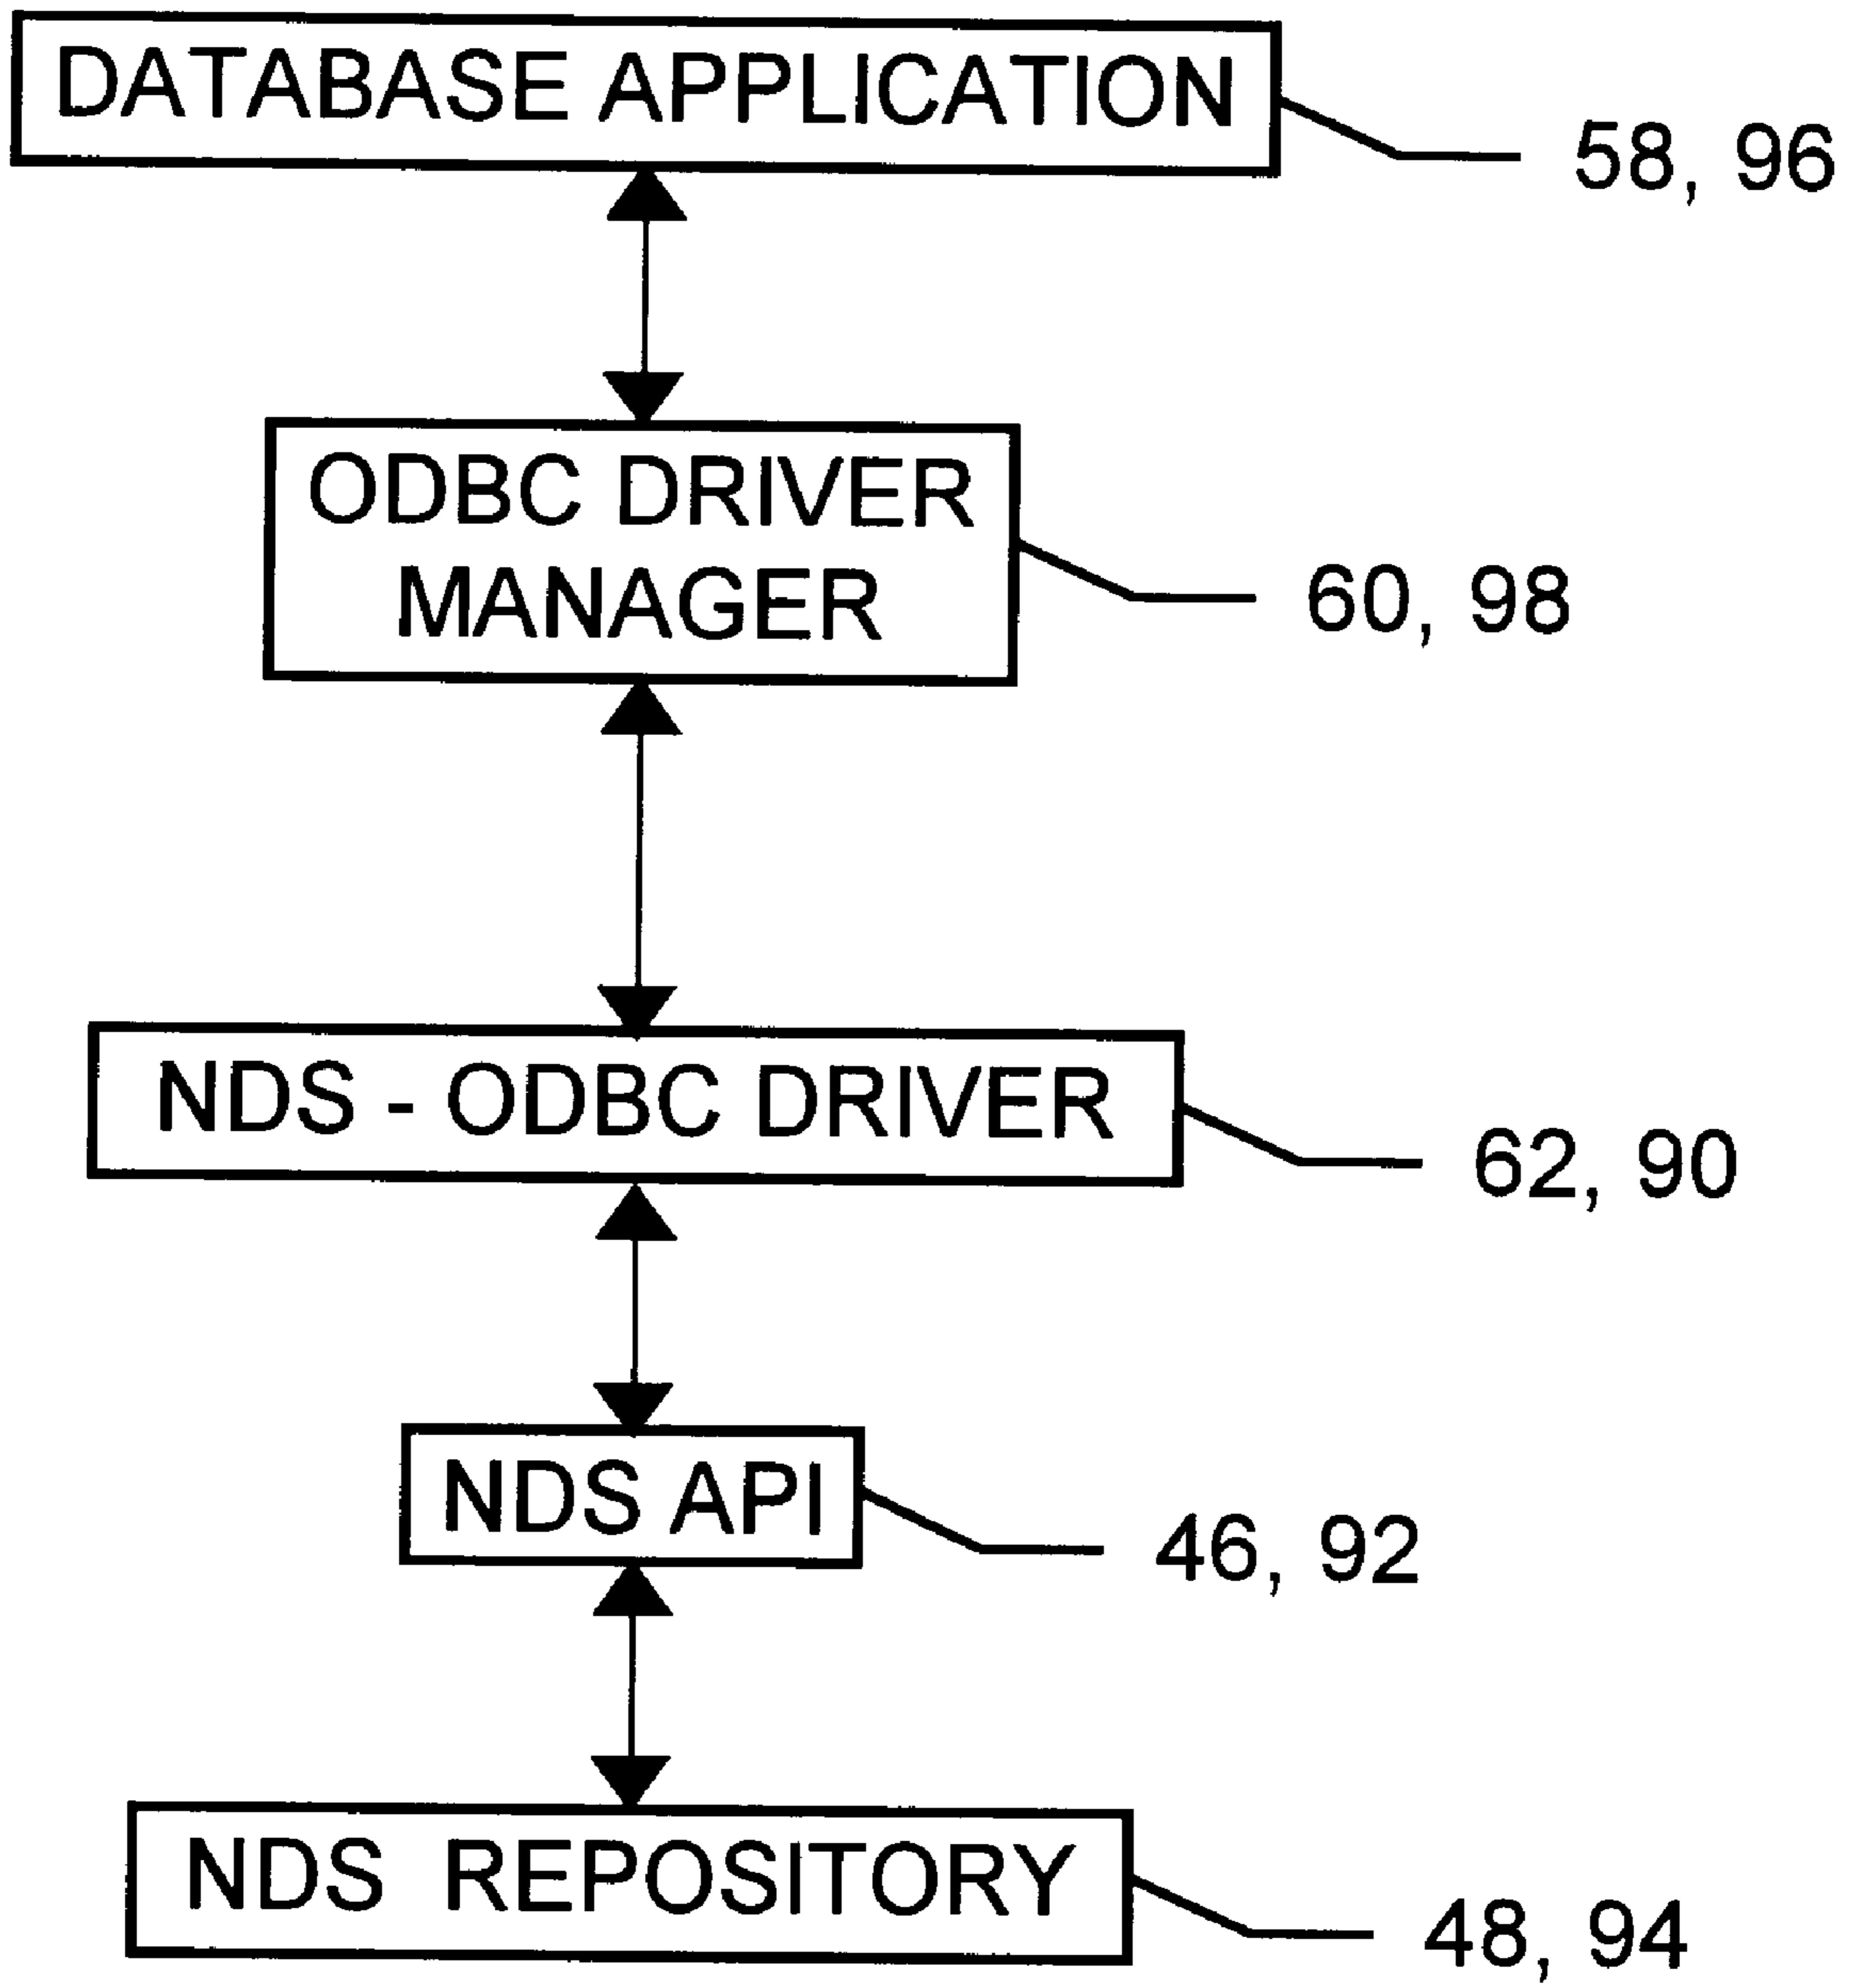 DATABASE APPLICATION
58, 96
ODBC DRIVER
MANAGER
60, 98
NDS - ODBC DRIVER
62, 90
NDS API
46, 92
NDS REPOSITORY
48, 94